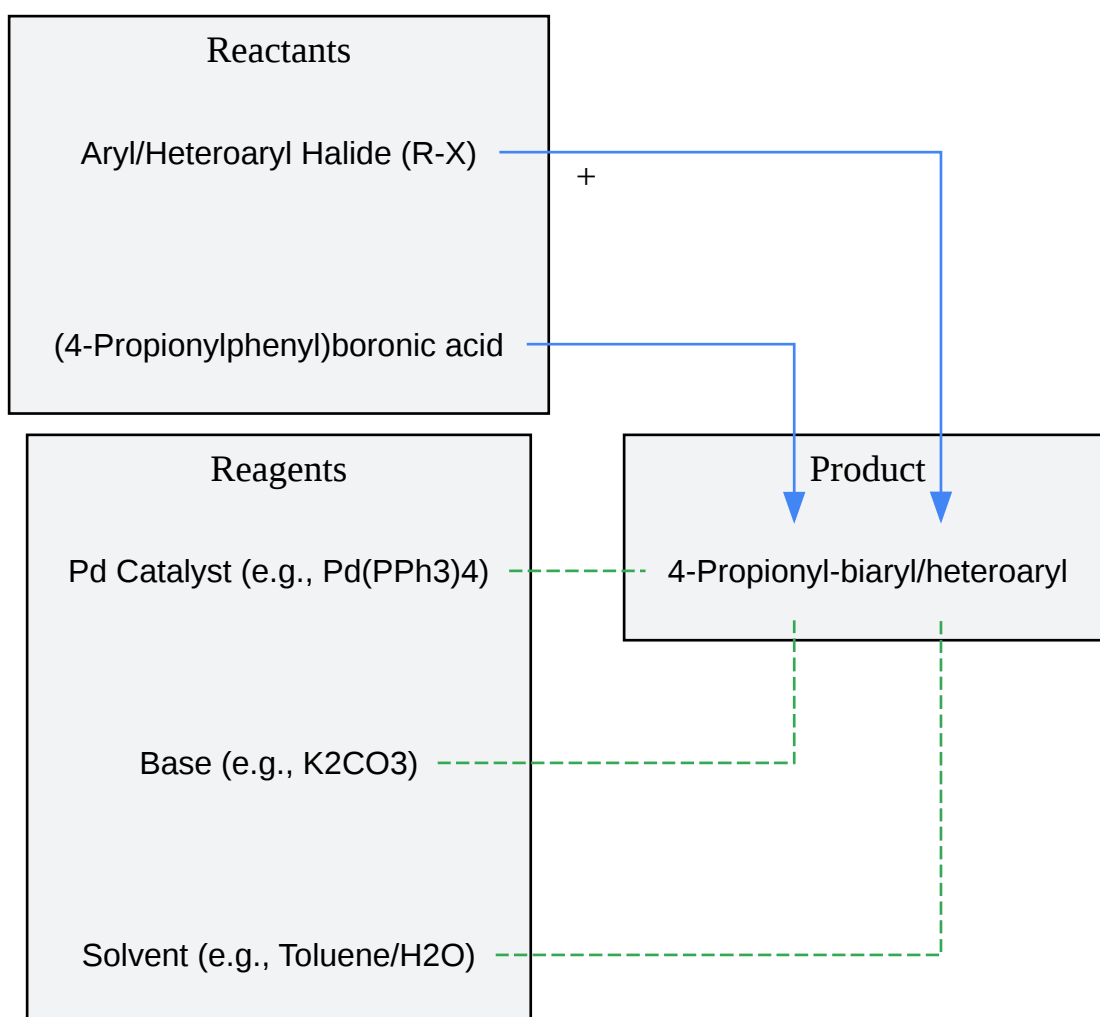 Reactants
Aryl/Heteroaryl Halide (R-X)
+
(4-Propionylphenyl)boronic acid
Reagents
Pd Catalyst (e.g., Pd(PPh3)4)
Base (e.g., K2CO3)
Solvent (e.g., Toluene/H2O)
Product
4-Propionyl-biaryl/heteroaryl